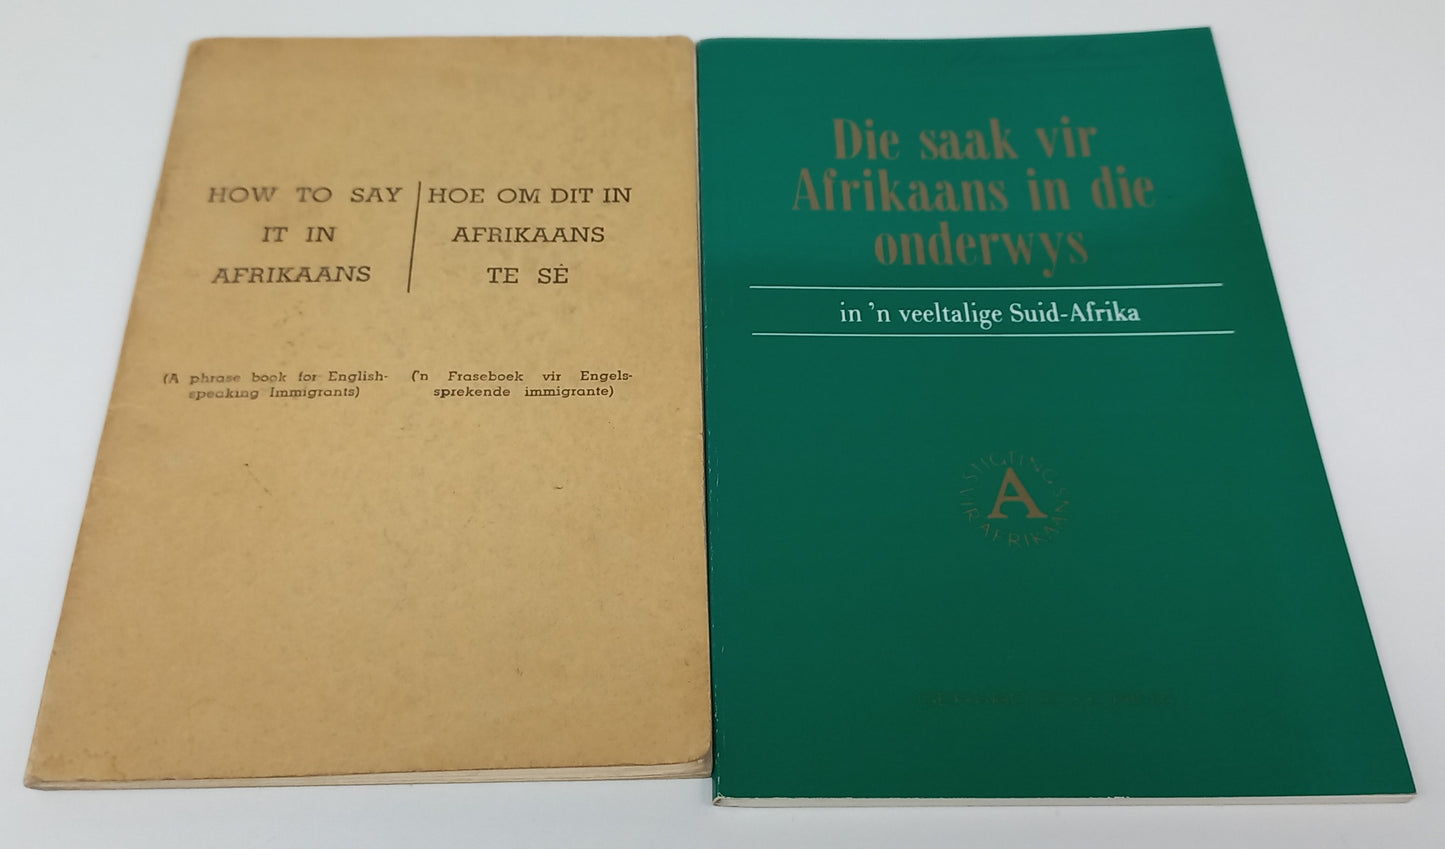 HOW TO SAY
IT IN
AFRIKAANS
HOE OM DIT IN
AFRIKAANS
TE SÊ
(A phrase book for English-
speaking Immigrants)
('n Fraseboek vir Engels-
sprekende immigrante)
Die saak vir
Afrikaans in die
onderwys
in 'n veeltalige Suid-Afrika
STIGTING
VIR AFRIKAANS
A